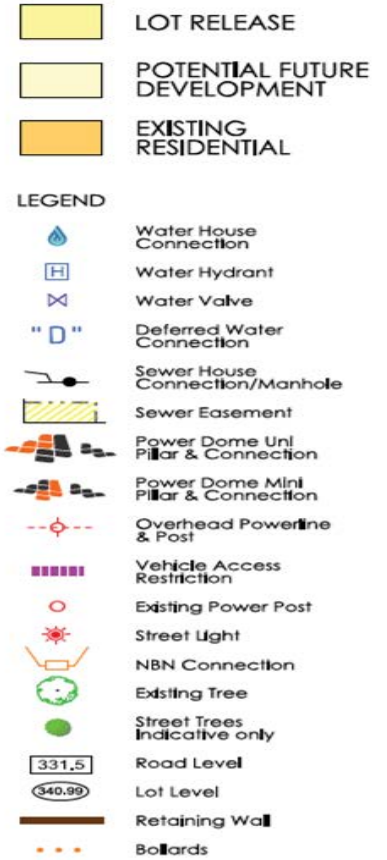 LOT RELEASE
POTENTIAL FUTURE
DEVELOPMENT
EXISTING
RESIDENTIAL
LEGEND
Water House
Connection
H Water Hydrant
Water Valve
"D" Deferred Water
Connection
Sewer House
Connection/Manhole
Sewer Easement
Power Dome Uni
Pillar & Connection
Power Dome Mini
Pillar & Connection
Overhead Powerline
& Post
Vehicle Access
Restriction
Existing Power Post
Street Light
NBN Connection
Existing Tree
Street Trees
Indicative only
331.5 Road Level
340.99 Lot Level
Retaining Wall
Bollards